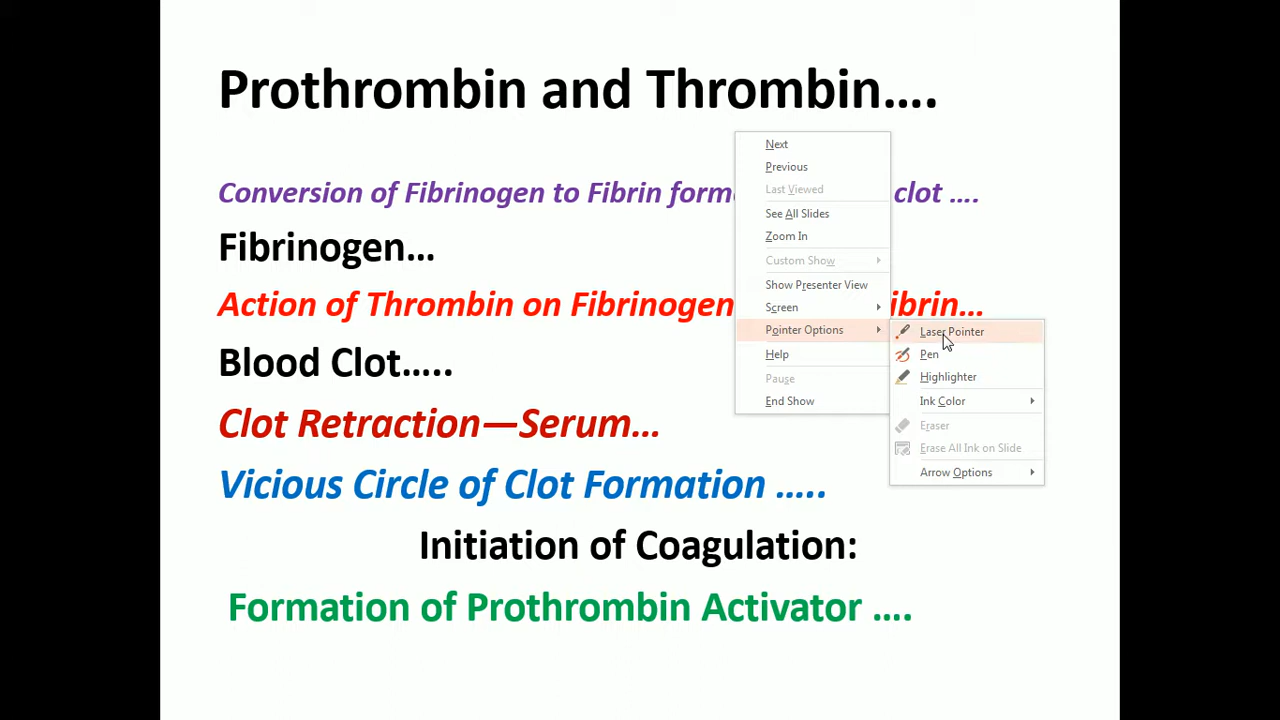 Prothrombin and Thrombin….
Conversion of Fibrinogen to Fibrin clot ….
Fibrinogen…
Action of Thrombin on Fibrinogen
Blood Clot…..
Clot Retraction—Serum…
Vicious Circle of Clot Formation …..
Initiation of Coagulation:
Formation of Prothrombin Activator ….
Next
Previous
Last Viewed
See All Slides
Zoom In
Custom Show
Show Presenter View
Screen
Pointer Options
Help
Pause
End Show
Laser Pointer
Pen
Highlighter
Ink Color
Eraser
Erase All Ink on Slide
Arrow Options